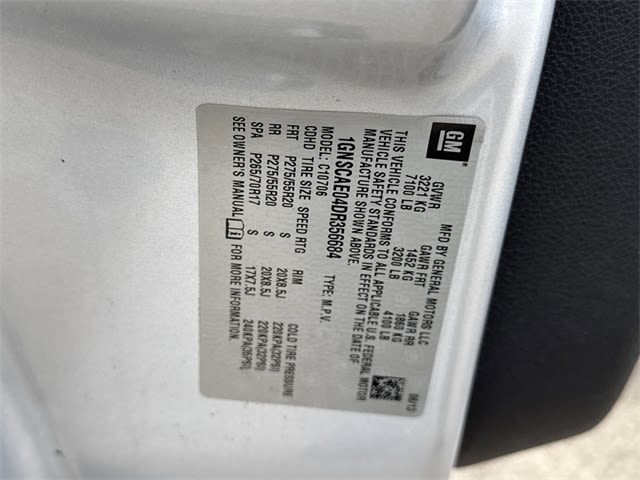 GM
MFD BY GENERAL MOTORS LLC 06/13
GVWR GAWR FRT GAWR RR
3221 KG 1452 KG 1860 KG
7100 LB 3200 LB 4100 LB
THIS VEHICLE CONFORMS TO ALL APPLICABLE U.S. FEDERAL MOTOR
VEHICLE SAFETY STANDARDS IN EFFECT ON THE DATE OF
MANUFACTURE SHOWN ABOVE.
1GNSCAE04DR356684 TYPE: M.P.V.
MODEL: C10706
TIRE SIZE SPEED RTG RIM COLD TIRE PRESSURE
FRT P275/55R20 S 20X8.5J 220KPA(32PSI)
RR P275/55R20 S 20X8.5J 220KPA(32PSI)
SPA P265/70R17 S 17X7.5J 240KPA(35PSI)
SEE OWNER'S MANUAL FOR MORE INFORMATION.